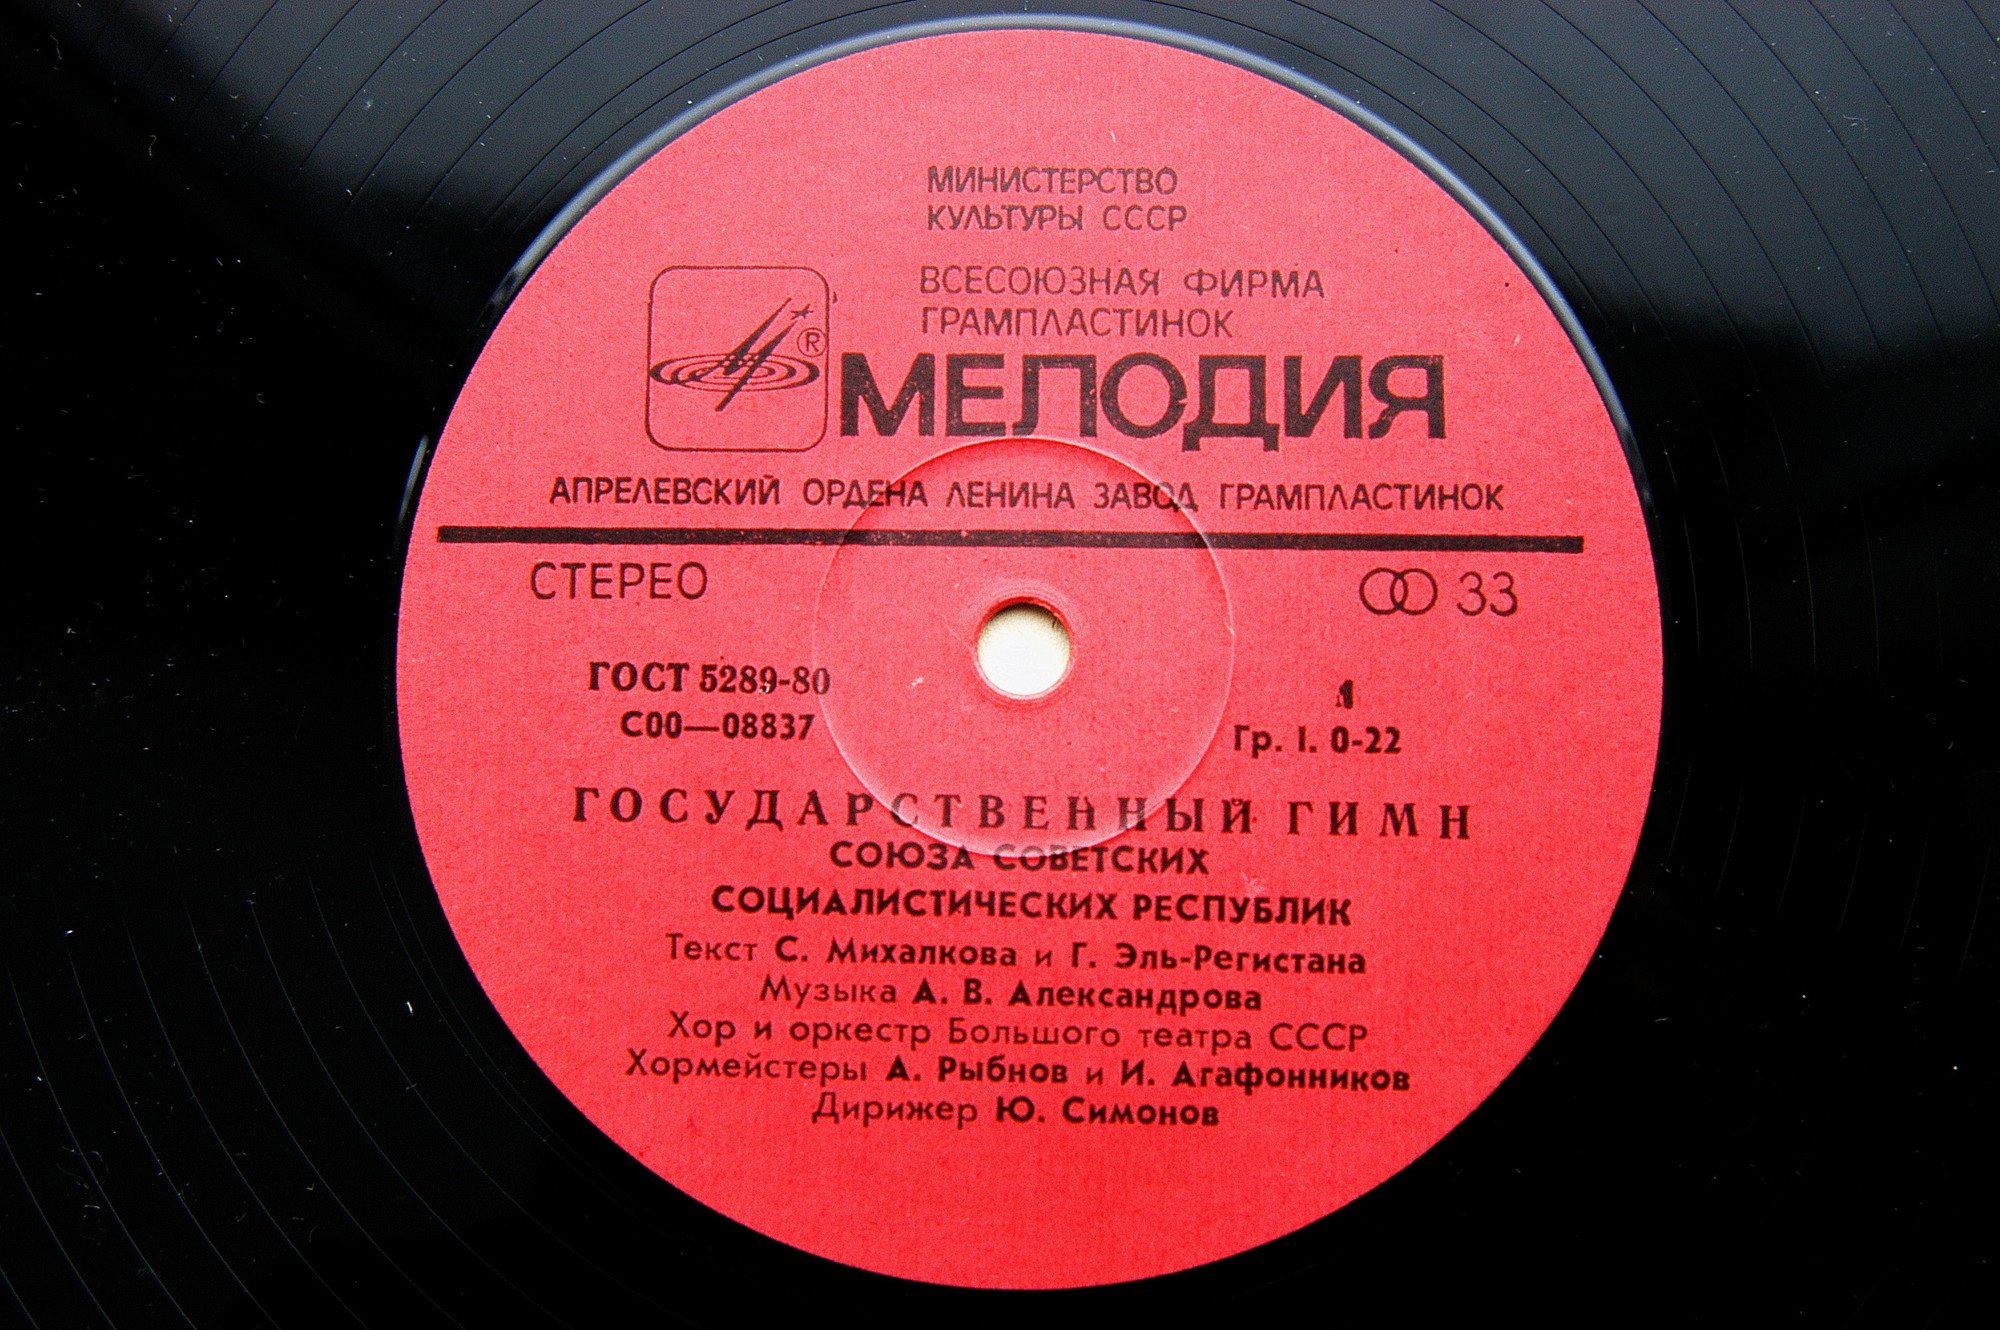 МИНИСТЕРСТВО
КУЛЬТУРЫ СССР
ВСЕСОЮЗНАЯ ФИРМА
ГРАМПЛАСТИНОК
®
МЕЛОДИЯ
АПРЕЛЕВСКИЙ ОРДЕНА ЛЕНИНА ЗАВОД ГРАМПЛАСТИНОК
СТЕРЕО 33
ГОСТ 5289-80 1
С00—08837 Гр. I. 0-22
ГОСУДАРСТВЕННЫЙ ГИМН
СОЮЗА СОВЕТСКИХ
СОЦИАЛИСТИЧЕСКИХ РЕСПУБЛИК
Текст С. Михалкова и Г. Эль-Регистана
Музыка А. В. Александрова
Хор и оркестр Большого театра СССР
Хормейстеры А. Рыбнов и И. Агафонников
Дирижер Ю. Симонов